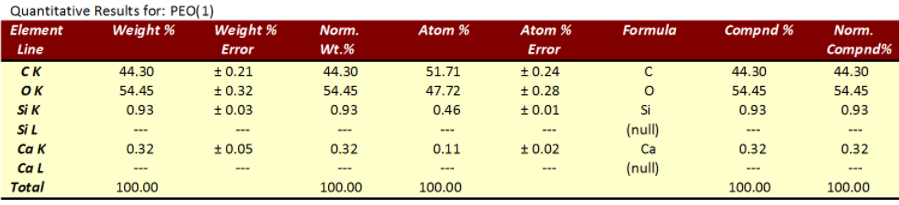 Quantitative Results for: PEO(1)
Element Line Weight % Weight % Error Norm. Wt.% Atom % Atom % Error Formula Compnd % Norm. Compnd%
C K 44.30 ± 0.21 44.30 51.71 ± 0.24 C 44.30 44.30
O K 54.45 ± 0.32 54.45 47.72 ± 0.28 O 54.45 54.45
Si K 0.93 ± 0.03 0.93 0.46 ± 0.01 Si 0.93 0.93
Si L --- --- --- --- --- (null) --- ---
Ca K 0.32 ± 0.05 0.32 0.11 ± 0.02 Ca 0.32 0.32
Ca L --- --- --- --- --- (null) --- ---
Total 100.00 100.00 100.00 100.00 100.00